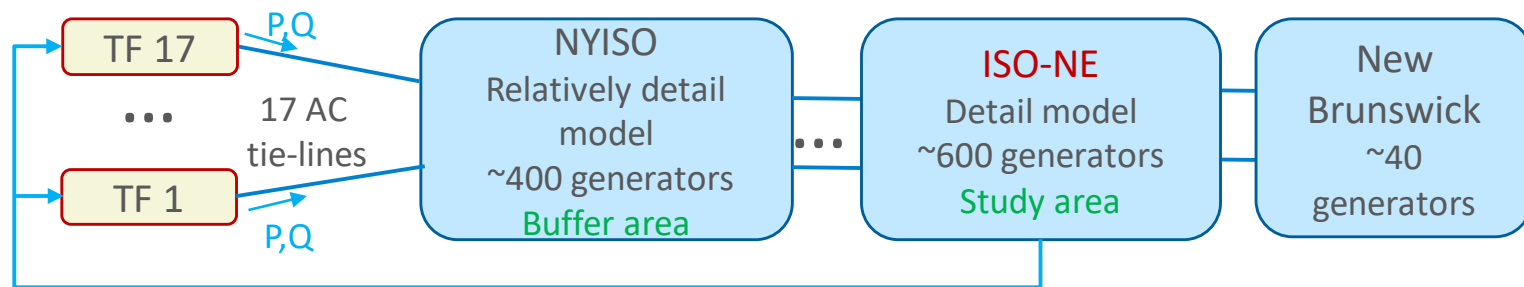 TF 17
P,Q
...
17 AC
tie-lines
TF 1
P,Q
NYISO
Relatively detail
model
~400 generators
Buffer area
...
ISO-NE
Detail model
~600 generators
Study area
New
Brunswick
~40
generators